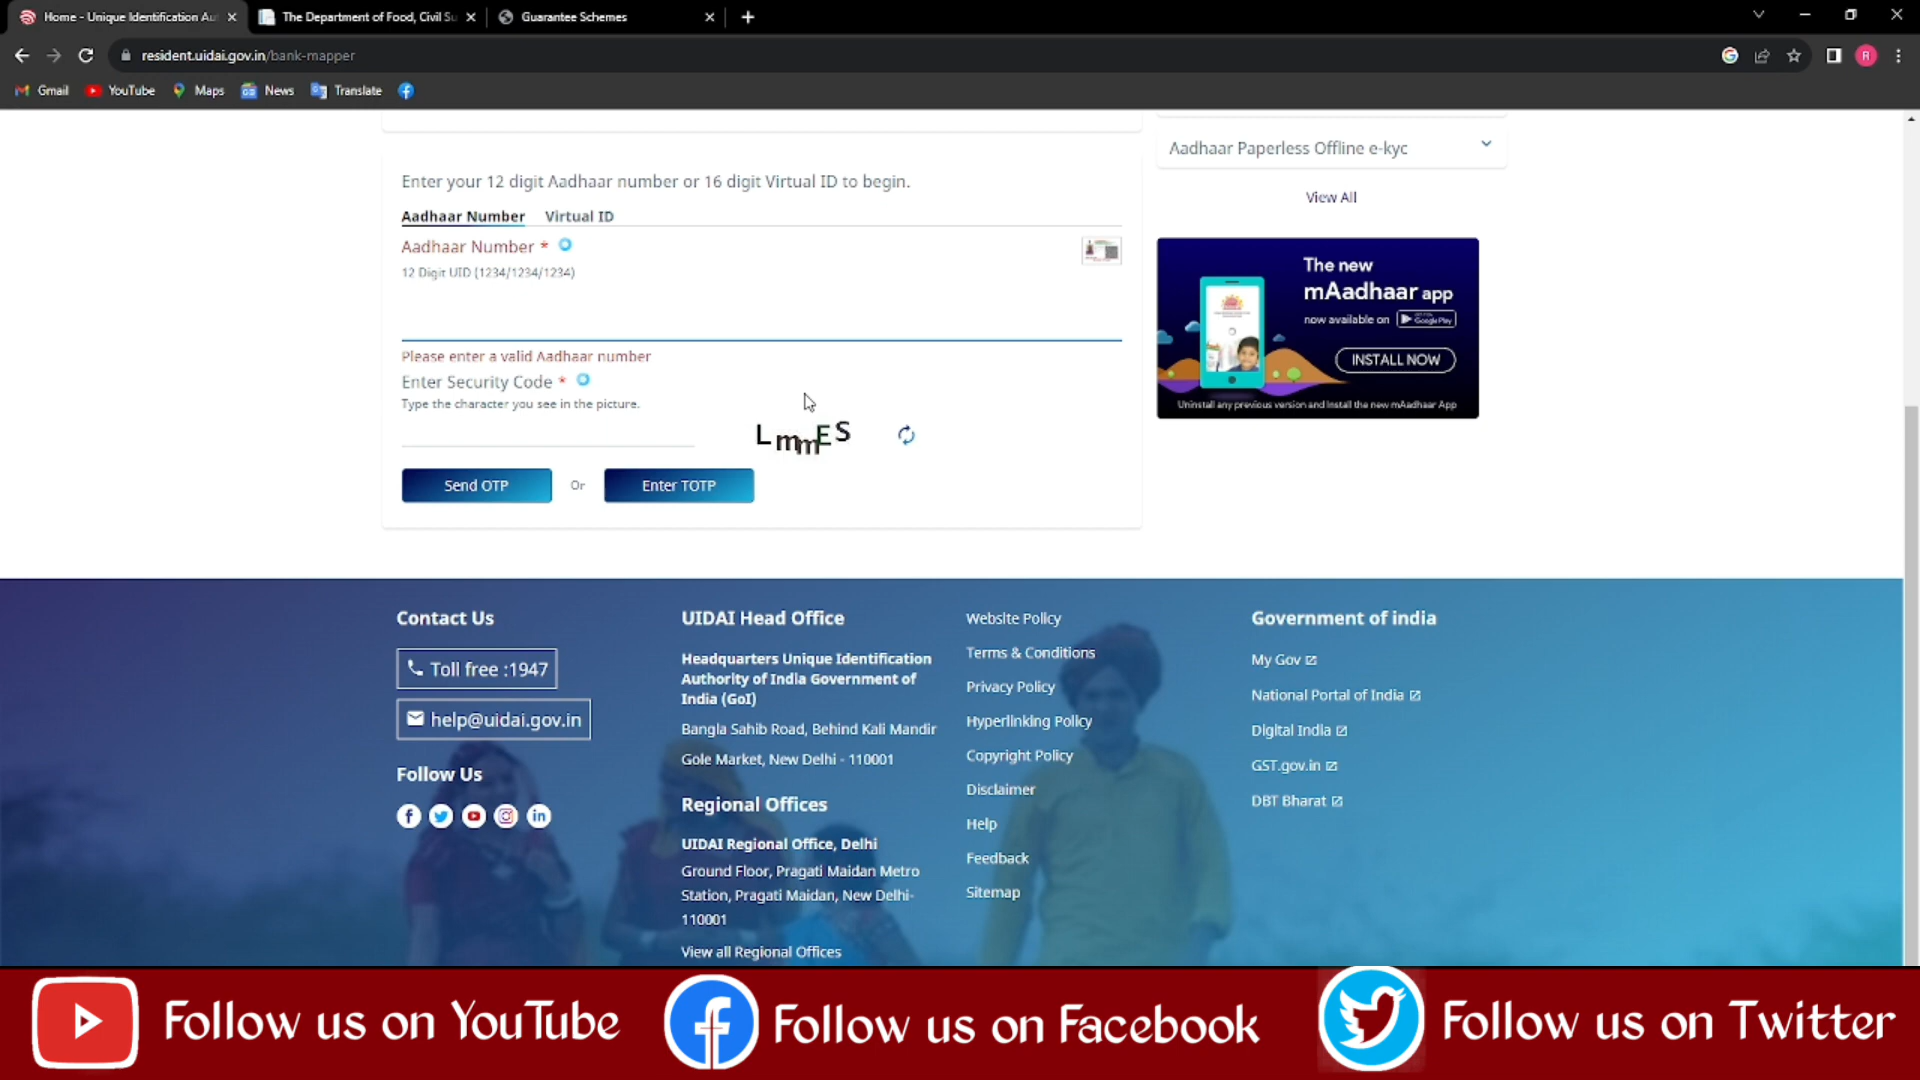 Home - Unique Identification Au
The Department of Food, Civil Su
Guarantee Schemes
resident.uidai.gov.in/bank-mapper
R
Gmail
YouTube
Maps
News
Translate
Aadhaar Paperless Offline e-kyc
View All
Enter your 12 digit Aadhaar number or 16 digit Virtual ID to begin.
Aadhaar Number
Virtual ID
Aadhaar Number *
12 Digit UID (1234/1234/1234)
Please enter a valid Aadhaar number
Enter Security Code *
Type the character you see in the picture.
LmmES
Send OTP
Or
Enter TOTP
The new
mAadhaar app
now available on Google Play
INSTALL NOW
Uninstall any previous version and Install the new mAadhaar App
Contact Us
Toll free :1947
help@uidai.gov.in
Follow Us
UIDAI Head Office
Headquarters Unique Identification
Authority of India Government of
India (GoI)
Bangla Sahib Road, Behind Kali Mandir
Gole Market, New Delhi - 110001
Regional Offices
UIDAI Regional Office, Delhi
Ground Floor, Pragati Maidan Metro
Station, Pragati Maidan, New Delhi-
110001
View all Regional Offices
Website Policy
Terms & Conditions
Privacy Policy
Hyperlinking Policy
Copyright Policy
Disclaimer
Help
Feedback
Sitemap
Government of india
My Gov
National Portal of India
Digital India
GST.gov.in
DBT Bharat
Follow us on YouTube
Follow us on Facebook
Follow us on Twitter